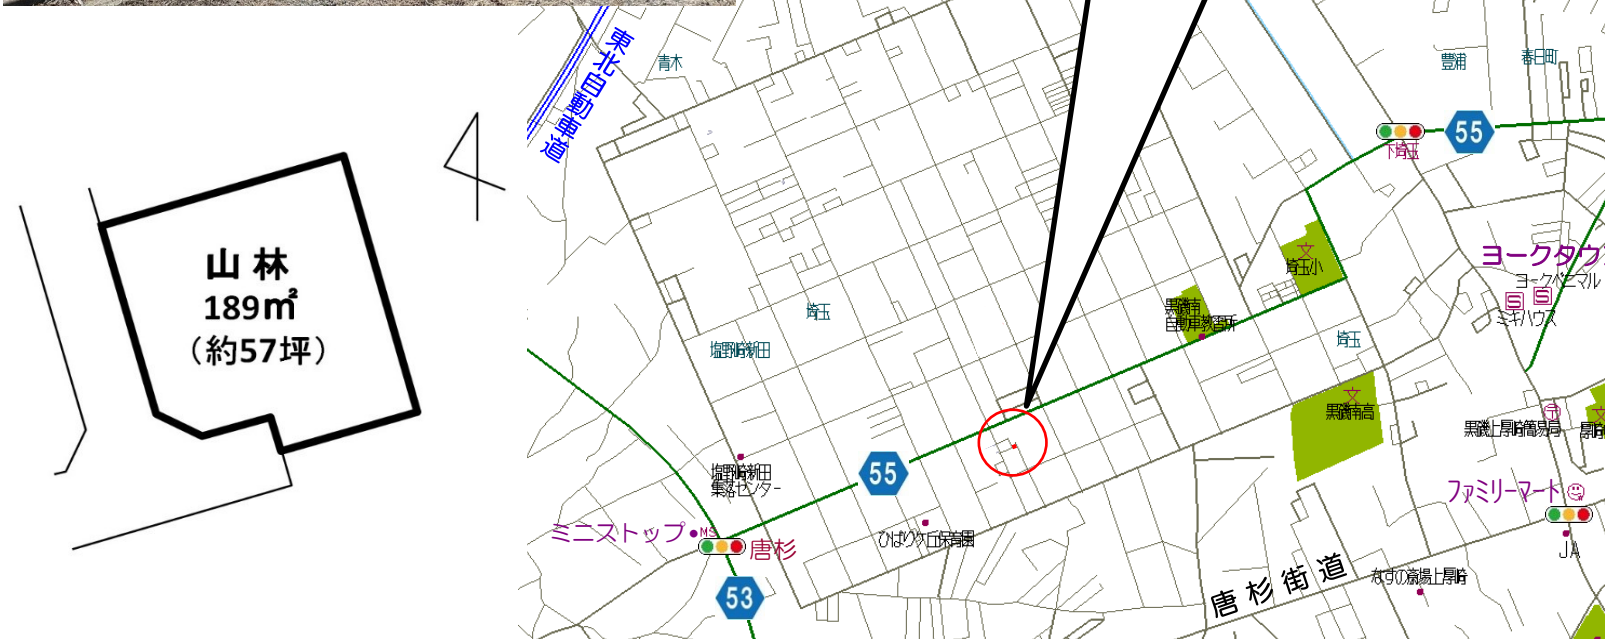 山林
189㎡
（約57坪）
東北自動車道
青木
豊浦
春日町
55
下埼玉
埼玉小
ヨークタウン
ヨークベニマル
ミキハウス
黒磯南
自動車教習所
埼玉
埼玉
塩野崎新田
黒磯南高
黒磯上厚崎簡易局
塩野崎新田
集落センター
55
ファミリーマート
ミニストップ
MS
唐杉
ひばりケ丘保育園
JA
53
唐杉街道
なすの斎場上厚崎